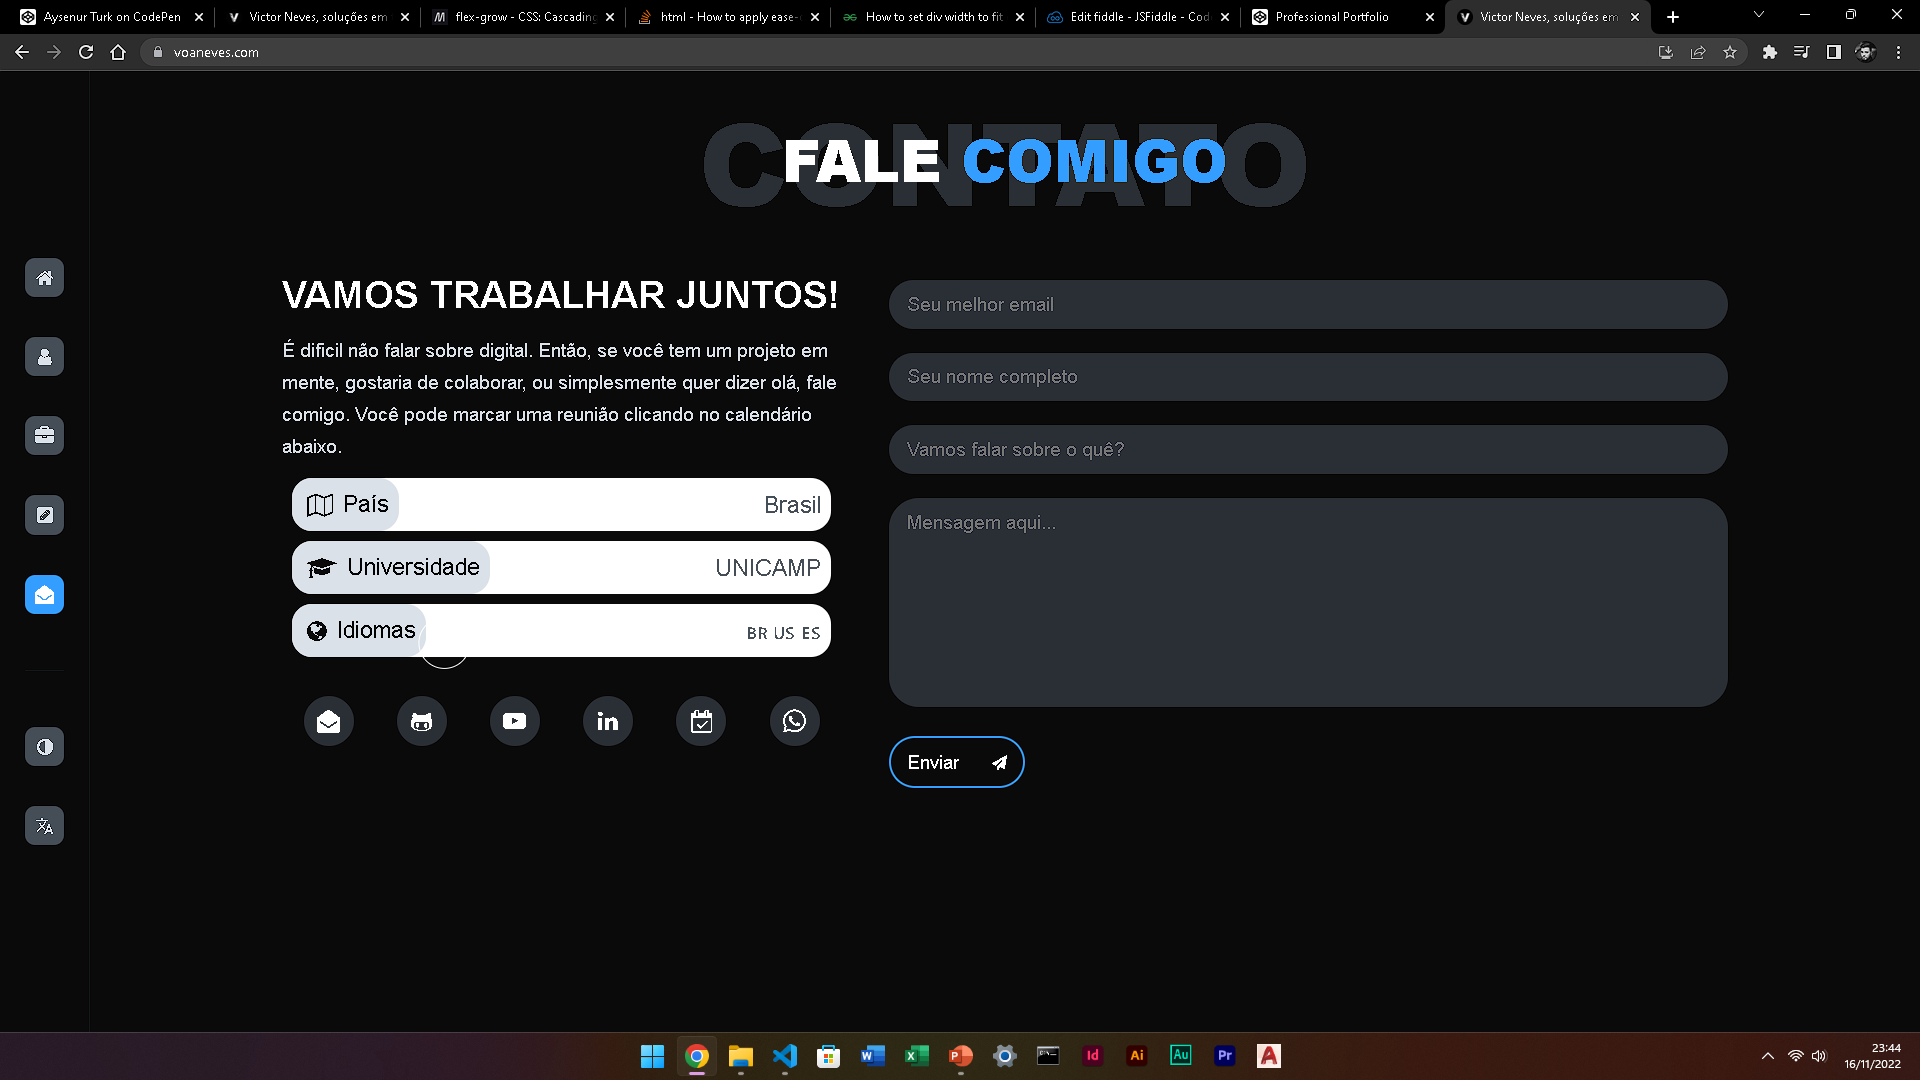 Aysenur Turk on CodePen
Victor Neves, soluções em
flex-grow - CSS: Cascading
html - How to apply ease-
How to set div width to fit
Edit fiddle - JSFiddle - Cod
Professional Portfolio
Victor Neves, soluções em
voaneves.com
CONTATO
FALE COMIGO
VAMOS TRABALHAR JUNTOS!
É dificil não falar sobre digital. Então, se você tem um projeto em
mente, gostaria de colaborar, ou simplesmente quer dizer olá, fale
comigo. Você pode marcar uma reunião clicando no calendário
abaixo.
País Brasil
Universidade UNICAMP
Idiomas BR US ES
Seu melhor email
Seu nome completo
Vamos falar sobre o quê?
Mensagem aqui...
Enviar
23:44
16/11/2022